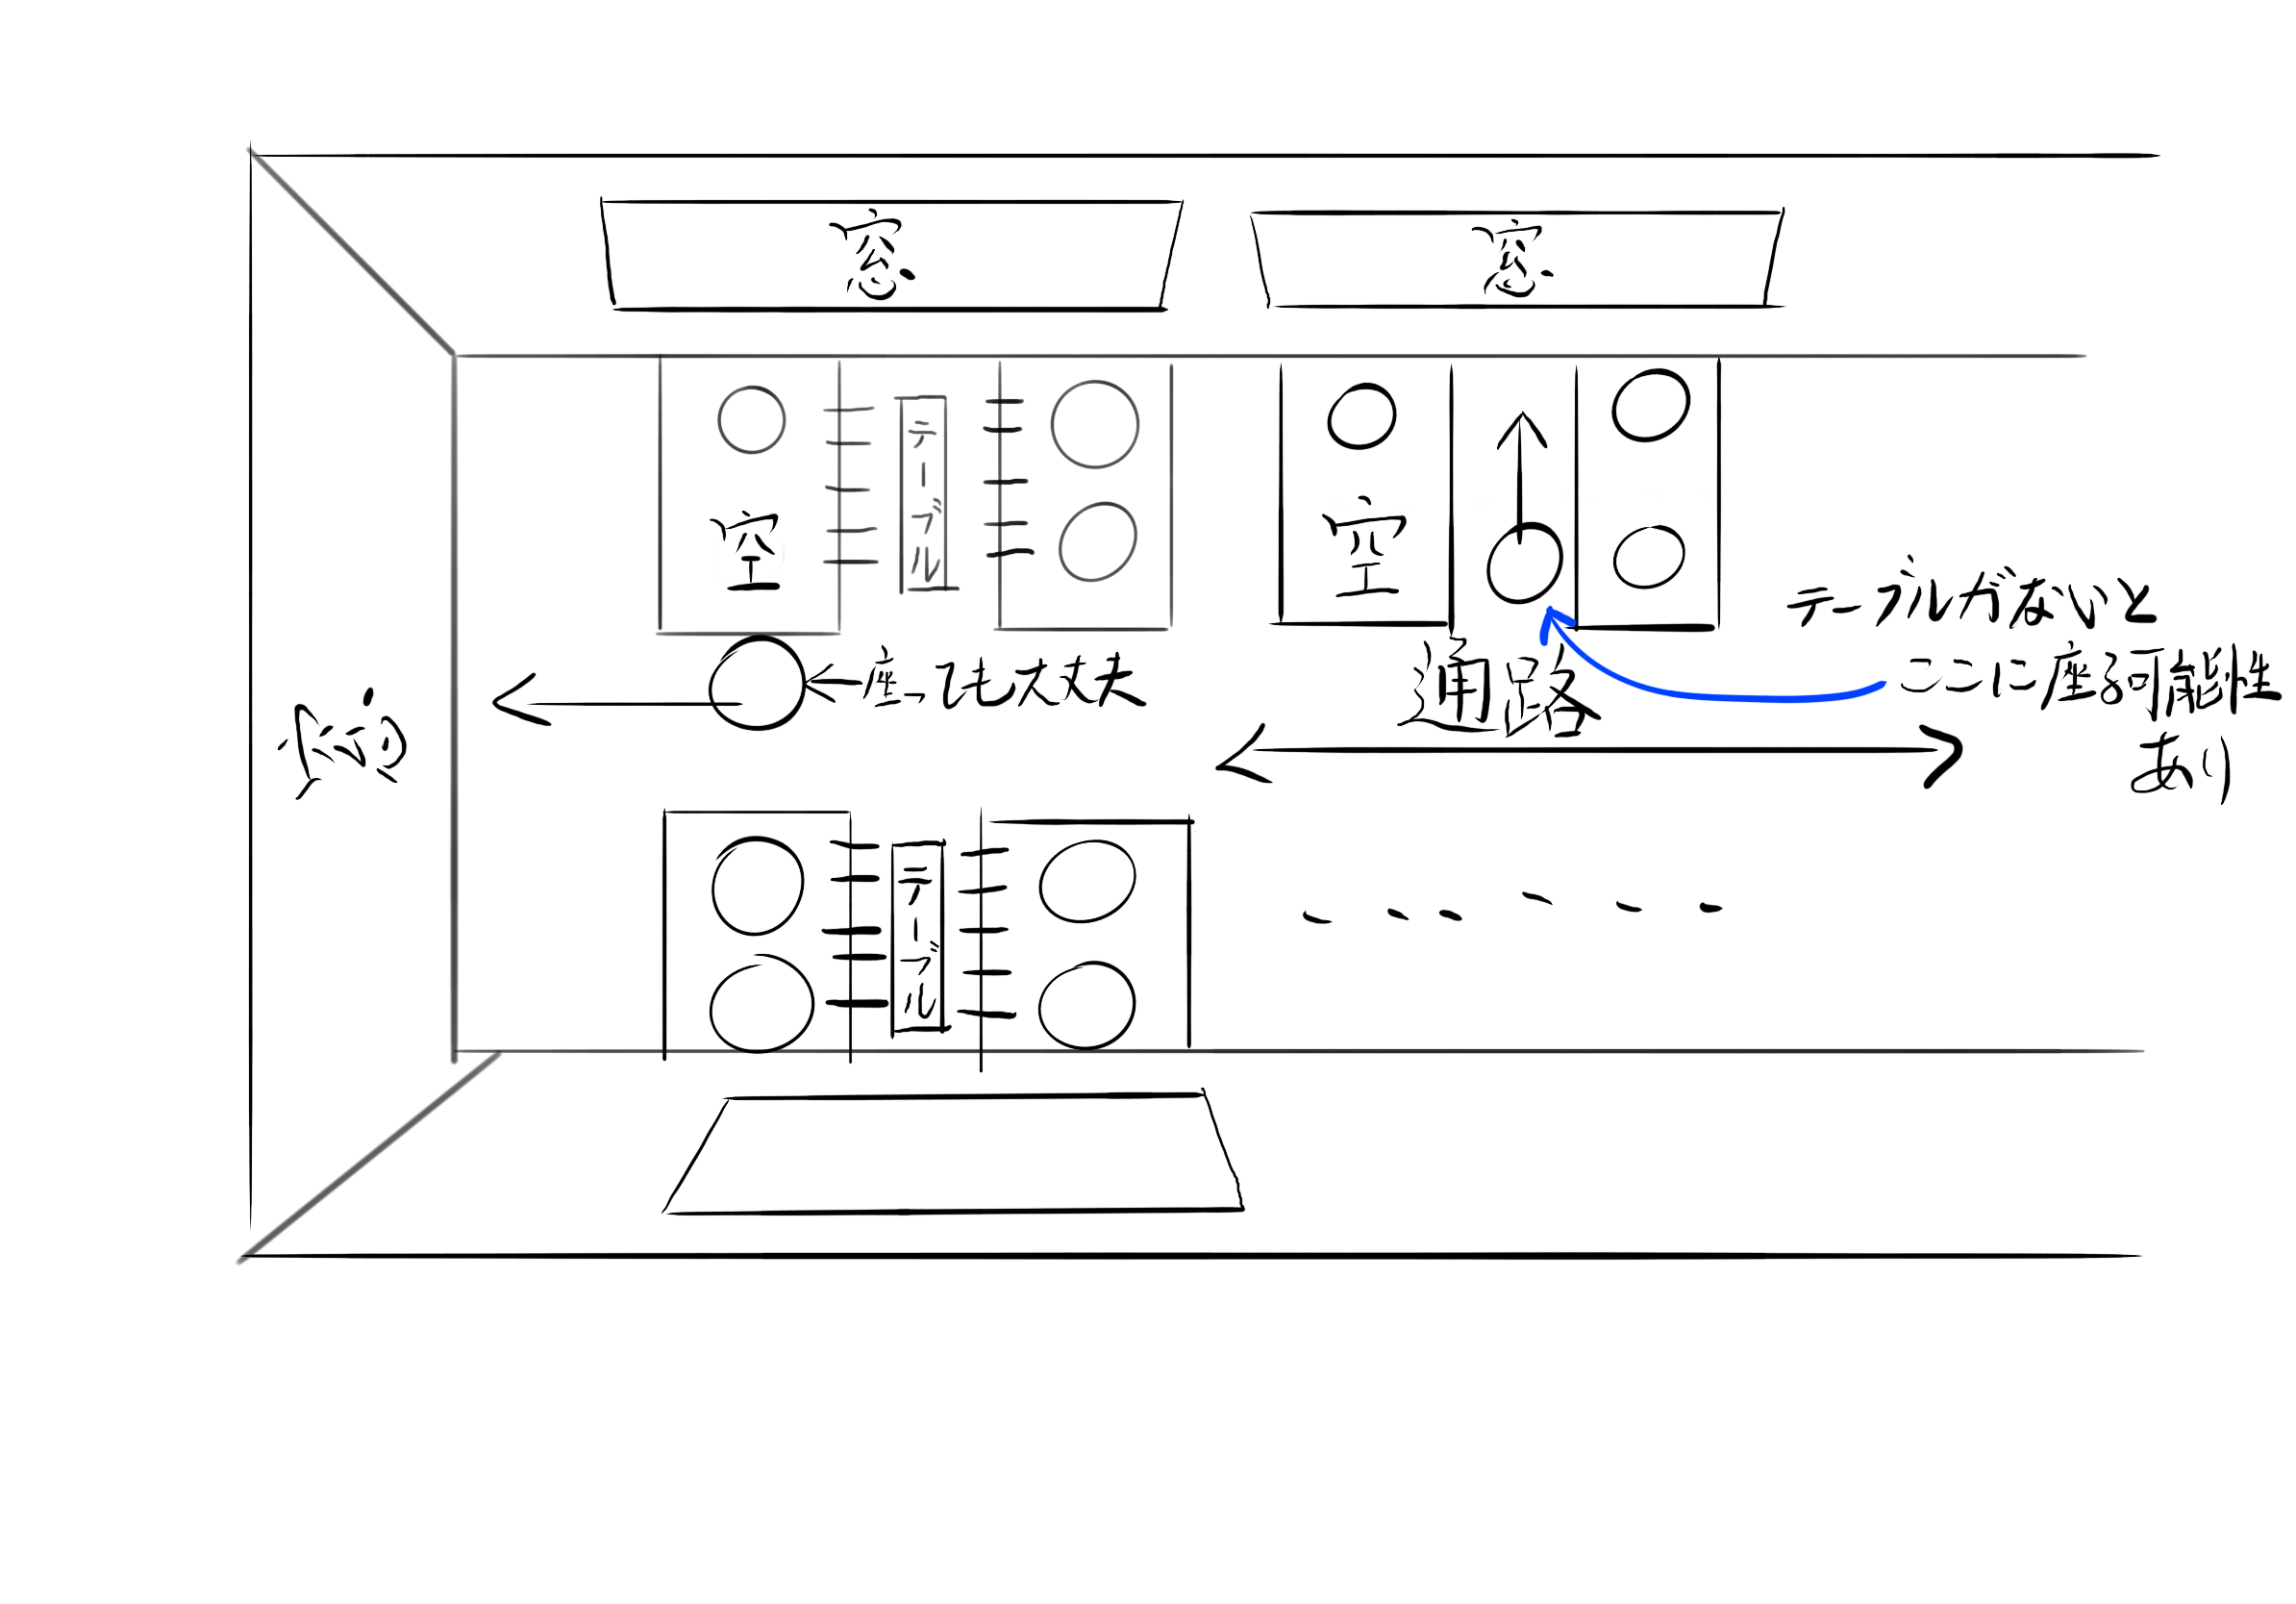 窓
窓
テーブル
空
空
テーブルがないと
ここに座る可能性
あり
←座っても大丈夫
通路
テーブル